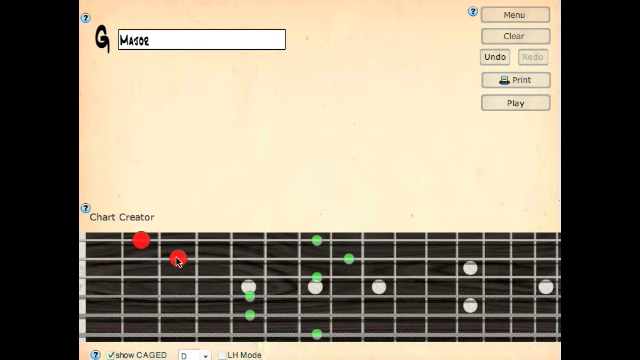 ? ? Menu
G Major
Clear
Undo Redo
Print
Play
?
Chart Creator
? show CAGED D LH Mode